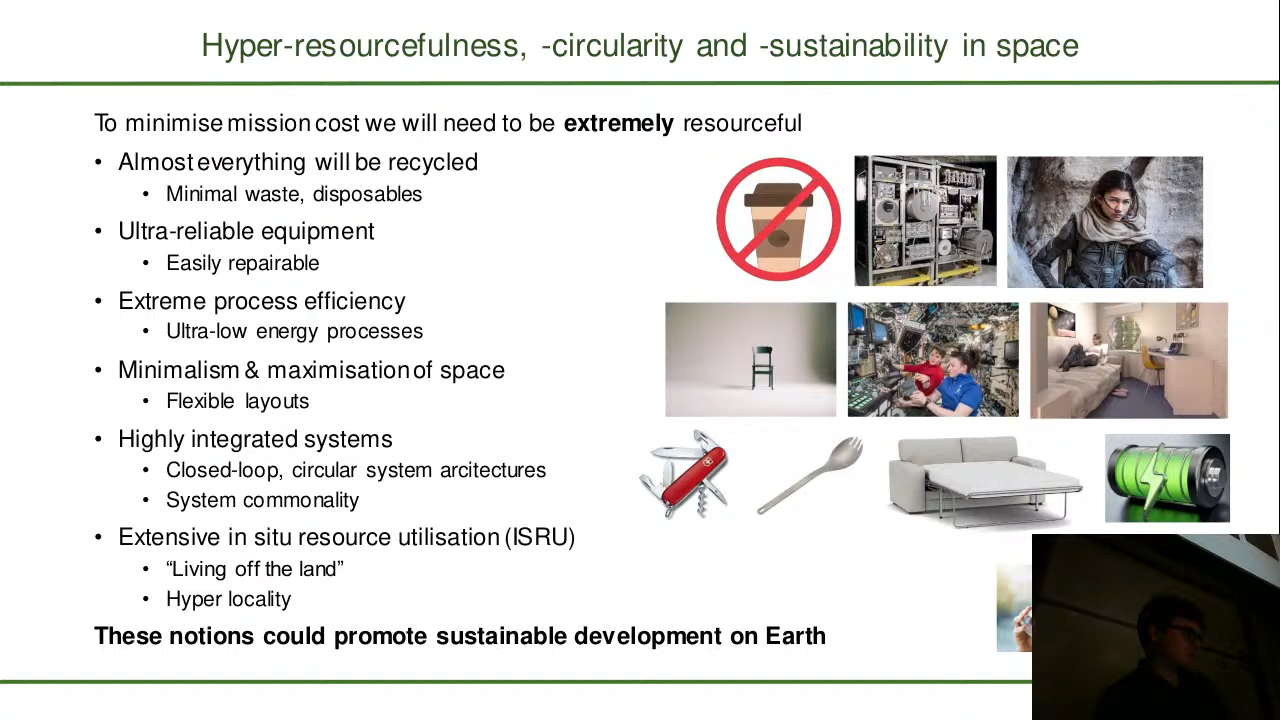 Hyper-resourcefulness, -circularity and -sustainability in space
To minimise mission cost we will need to be extremely resourceful
• Almost everything will be recycled
• Minimal waste, disposables
• Ultra-reliable equipment
• Easily repairable
• Extreme process efficiency
• Ultra-low energy processes
• Minimalism & maximisation of space
• Flexible layouts
• Highly integrated systems
• Closed-loop, circular system arcitectures
• System commonality
• Extensive in situ resource utilisation (ISRU)
• “Living off the land”
• Hyper locality
These notions could promote sustainable development on Earth